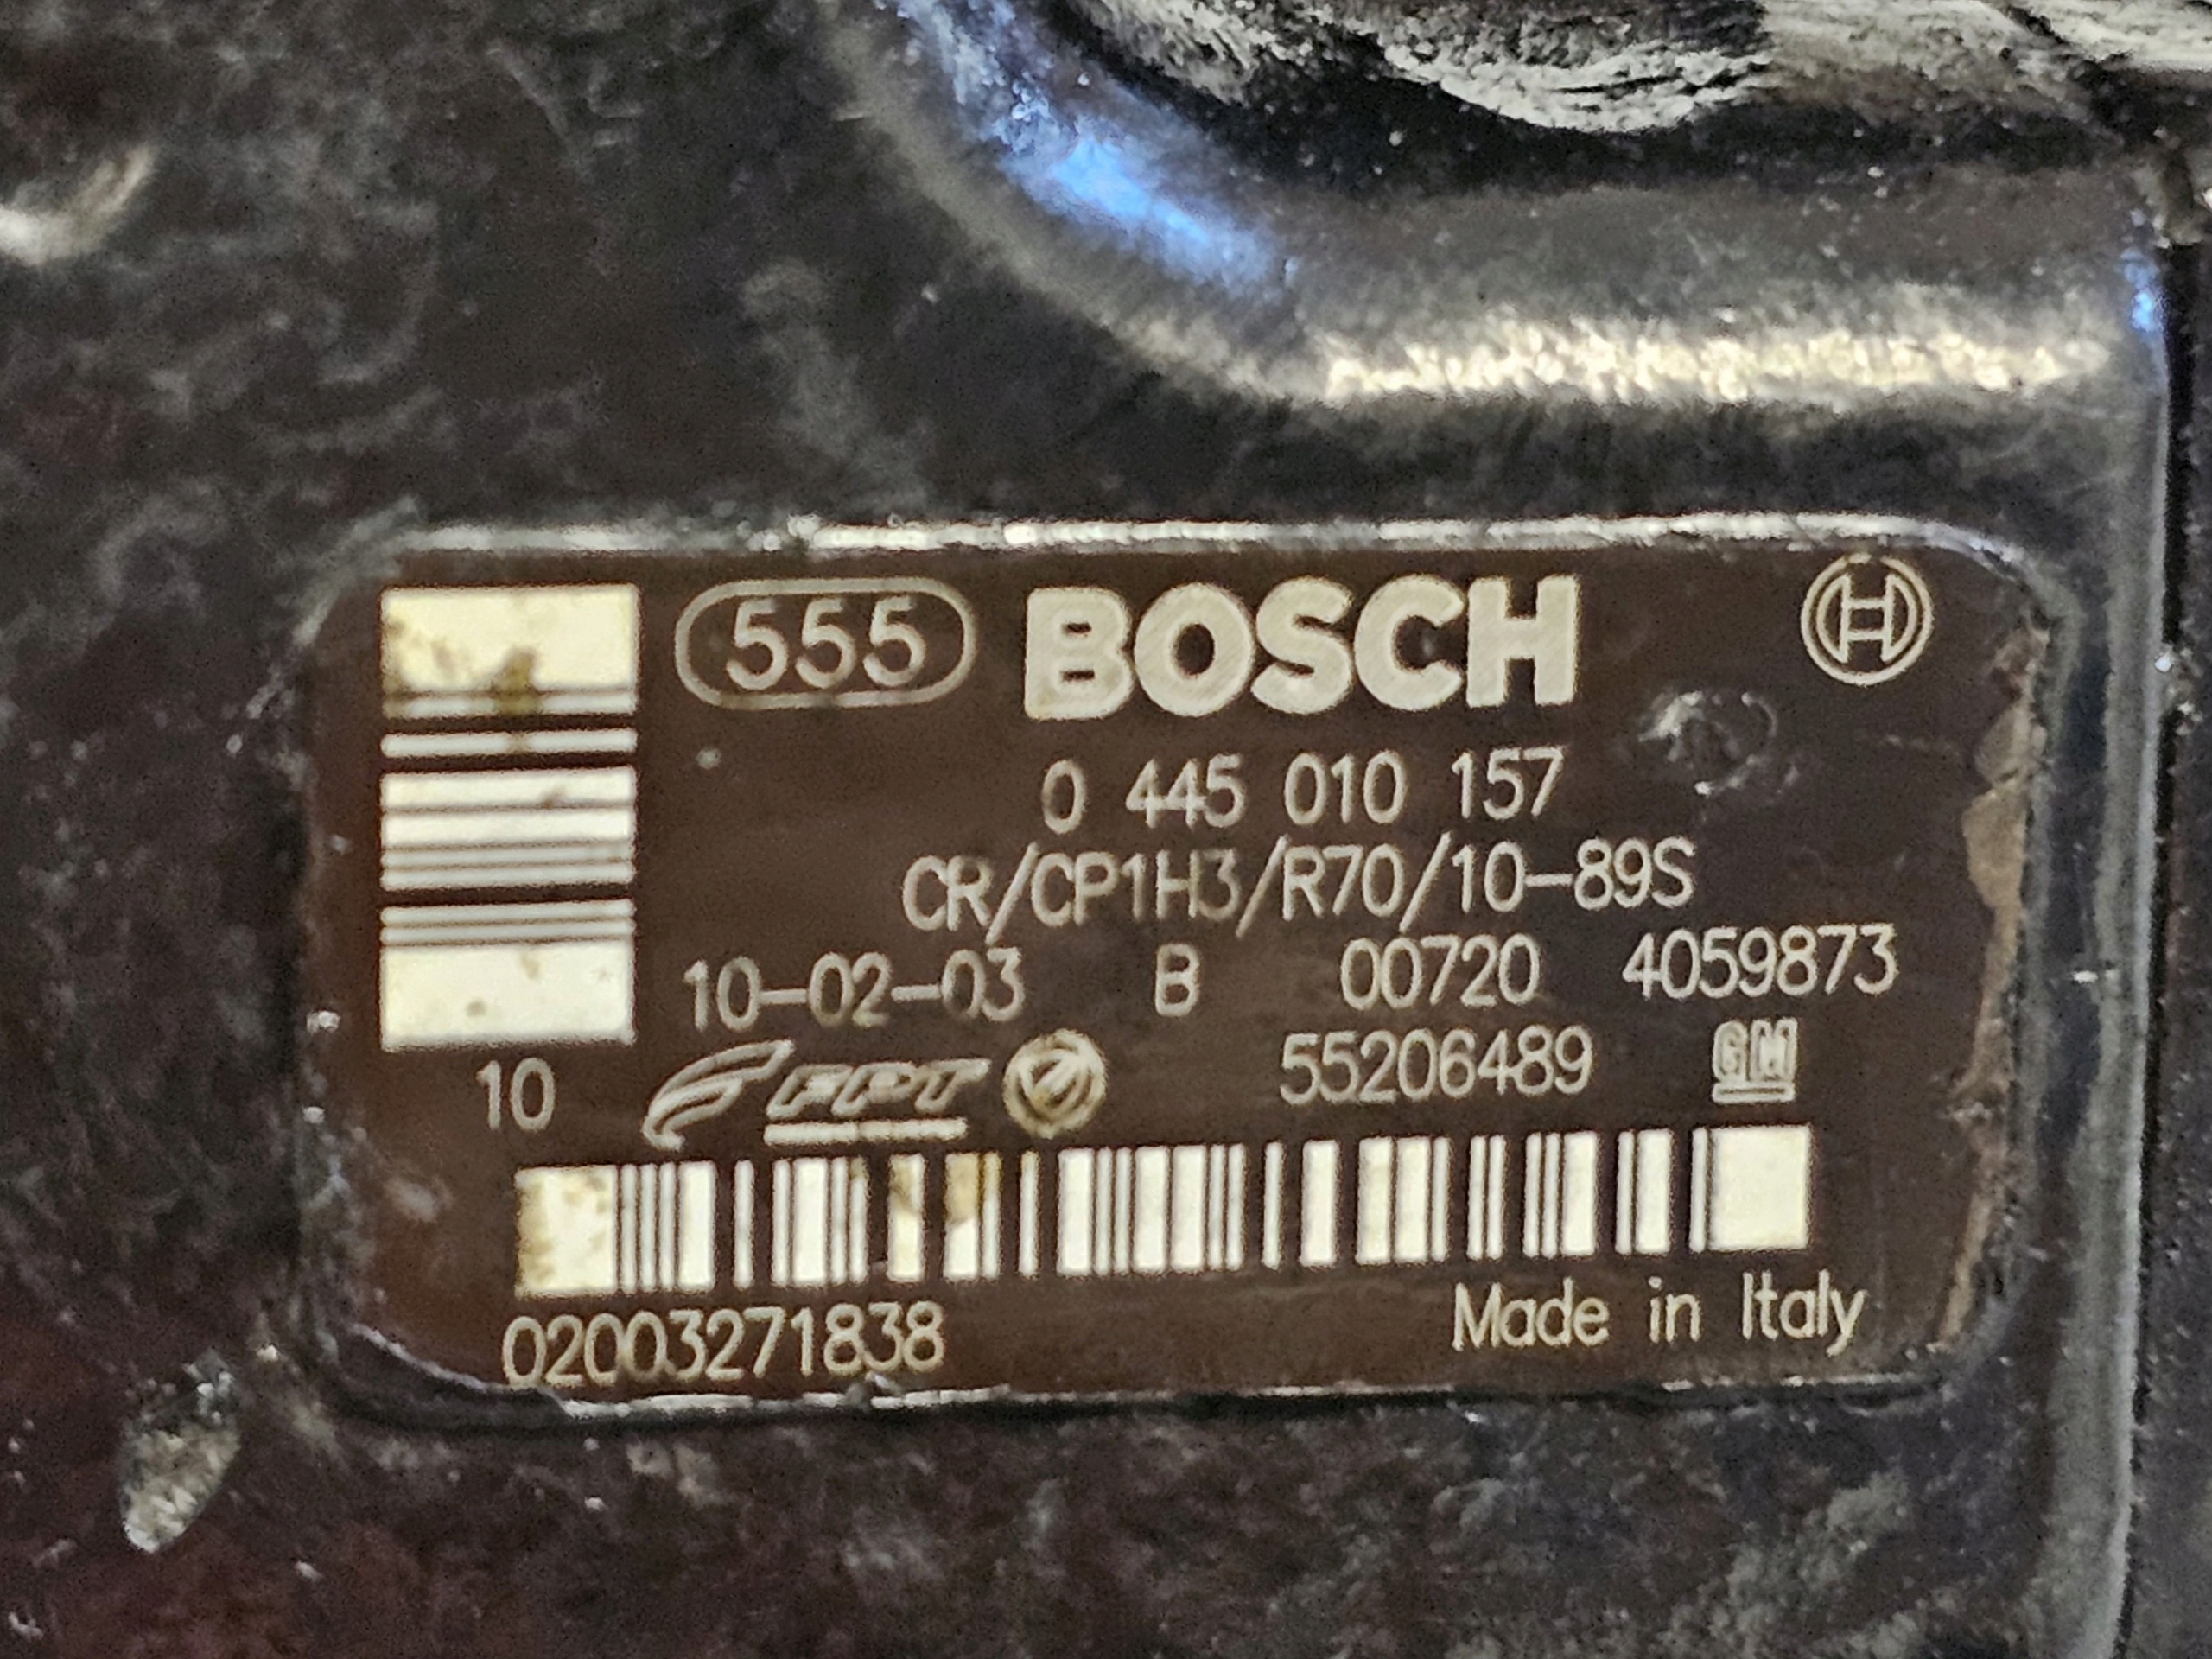 555 BOSCH
0 445 010 157
CR/CP1H3/R70/10-89S
10-02-03 B 00720 4059873
10 FPT 55206489 GM
02003271838 Made in Italy